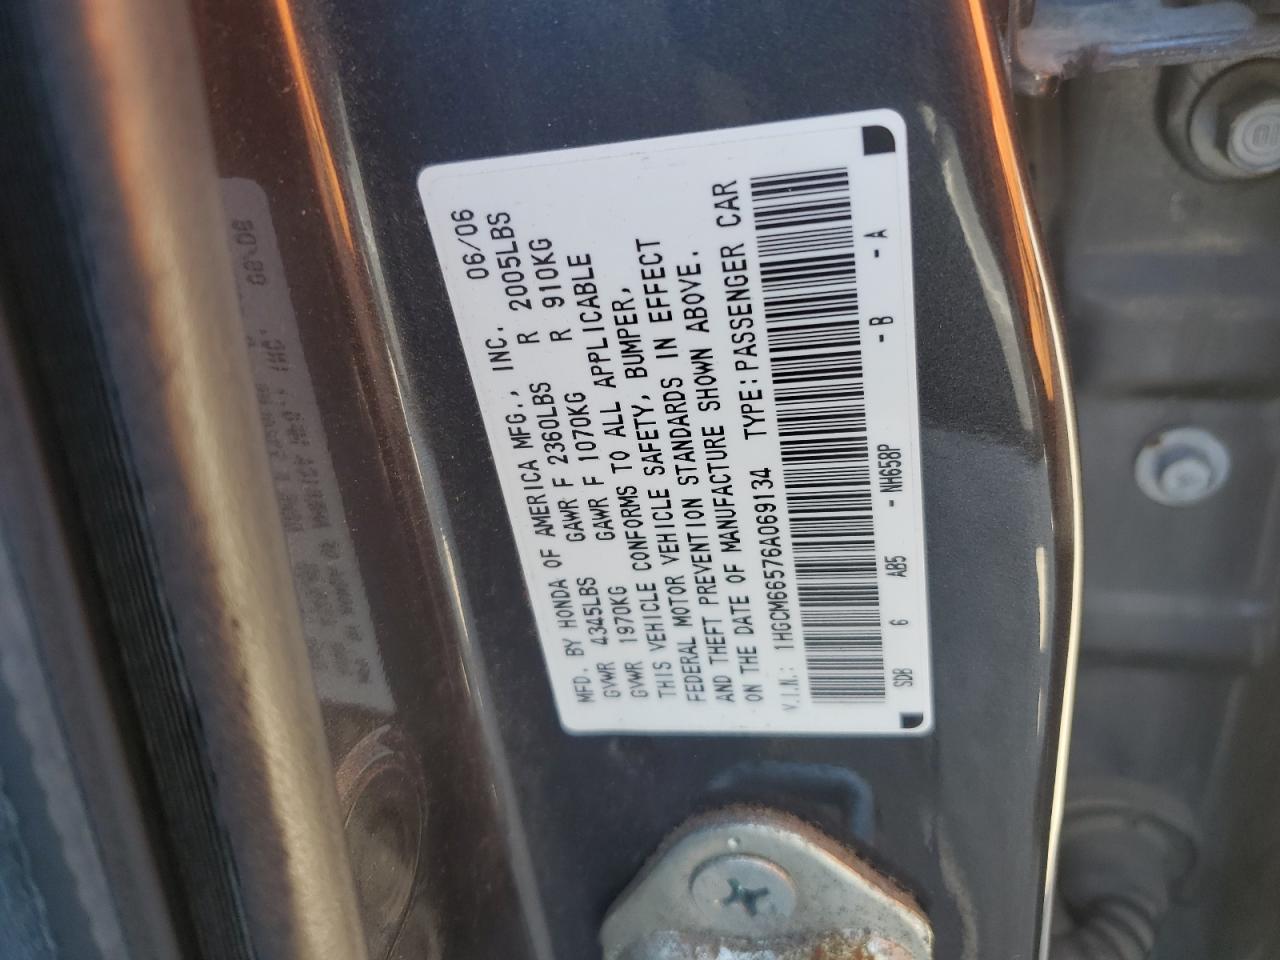 MFD. BY HONDA OF AMERICA MFG., INC. 06/06
GVWR 4345LBS GAWR F 2360LBS R 2005LBS
GVWR 1970KG GAWR F 1070KG R 910KG
THIS VEHICLE CONFORMS TO ALL APPLICABLE
FEDERAL MOTOR VEHICLE SAFETY, BUMPER,
AND THEFT PREVENTION STANDARDS IN EFFECT
ON THE DATE OF MANUFACTURE SHOWN ABOVE.
V.I.N.: 1HGCM66576A069134 TYPE: PASSENGER CAR
SDB 6 AB5 - NH658P - B - A